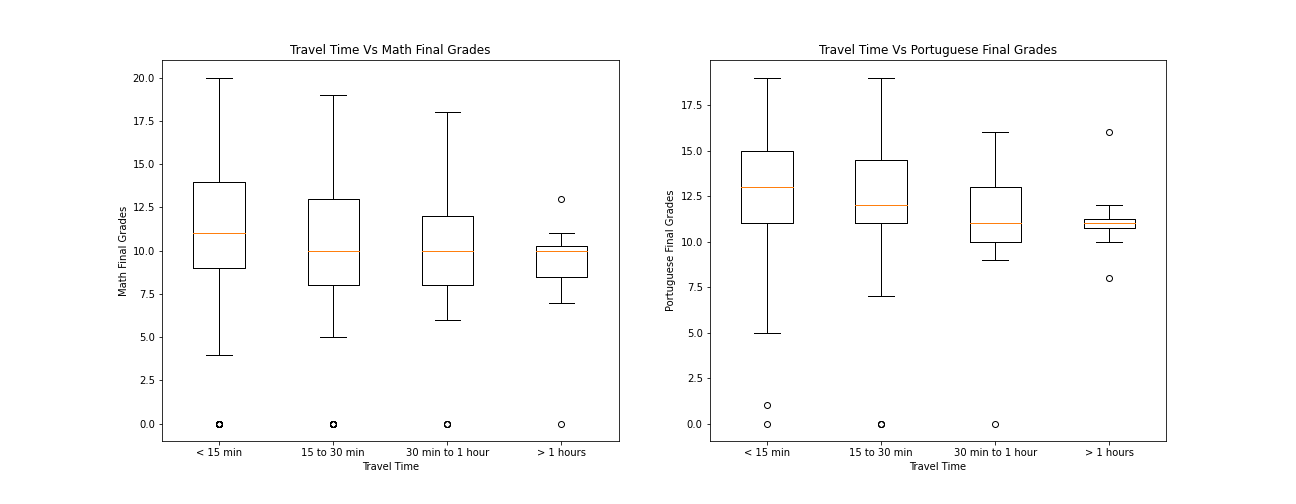 Travel Time Vs Math Final Grades
Math Final Grades
20.0
17.5
15.0
12.5
10.0
7.5
5.0
2.5
0.0
< 15 min
15 to 30 min
30 min to 1 hour
> 1 hours
Travel Time
Travel Time Vs Portuguese Final Grades
Portuguese Final Grades
17.5
15.0
12.5
10.0
7.5
5.0
2.5
0.0
< 15 min
15 to 30 min
30 min to 1 hour
> 1 hours
Travel Time